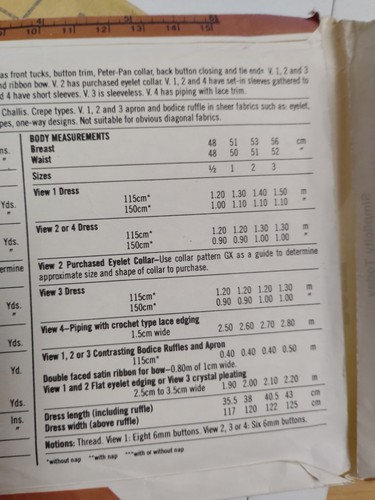 13 14 15
as front tucks, button trim, Peter-Pan collar, back button closing and tie ends. V. 1, 2 and 3
nd ribbon bow. V. 2 has purchased eyelet collar. V. 1, 2 and 4 have set-in sleeves gathered to
d 4 have short sleeves. V. 3 is sleeveless. V. 4 has piping with lace trim.
Challis. Crepe types. V. 1, 2 and 3 apron and bodice ruffle in sheer fabrics such as: eyelet,
pes, one-way designs. Not suitable for obvious diagonal fabrics.
BODY MEASUREMENTS
ns. Breast 48 51 53 56 cm
" Waist 48 50 51 52 "
Sizes ½ 1 2 3
View 1 Dress
Yds. 115cm* 1.20 1.30 1.40 1.50 m
" 150cm* 1.00 1.10 1.10 1.10 "
View 2 or 4 Dress
Yds. 115cm* 1.20 1.20 1.30 1.30 m
" 150cm* 0.90 0.90 1.00 1.00 "
ermine View 2 Purchased Eyelet Collar–Use collar pattern GX as a guide to determine
approximate size and shape of collar to purchase.
View 3 Dress
Yds. 115cm* 1.20 1.20 1.20 1.30 m
" 150cm* 0.90 0.90 1.00 1.00 "
View 4–Piping with crochet type lace edging
Yds. 1.5cm wide 2.50 2.60 2.70 2.80 m
View 1, 2 or 3 Contrasting Bodice Ruffles and Apron
Yd. 115cm* 0.40 0.40 0.40 0.50 m
Double faced satin ribbon for bow–0.80m of 1cm wide.
View 1 and 2 Flat eyelet edging or View 3 crystal pleating
Yds. 2.5cm to 3.5cm wide 1.90 2.00 2.10 2.20 m
Ins. Dress length (including ruffle) 35.5 38 40.5 43 cm
" Dress width (above ruffle) 117 120 122 125 cm
Notions: Thread. View 1: Eight 6mm buttons. View 2, 3 or 4: Six 6mm buttons.
*without nap **with nap ***with or without nap